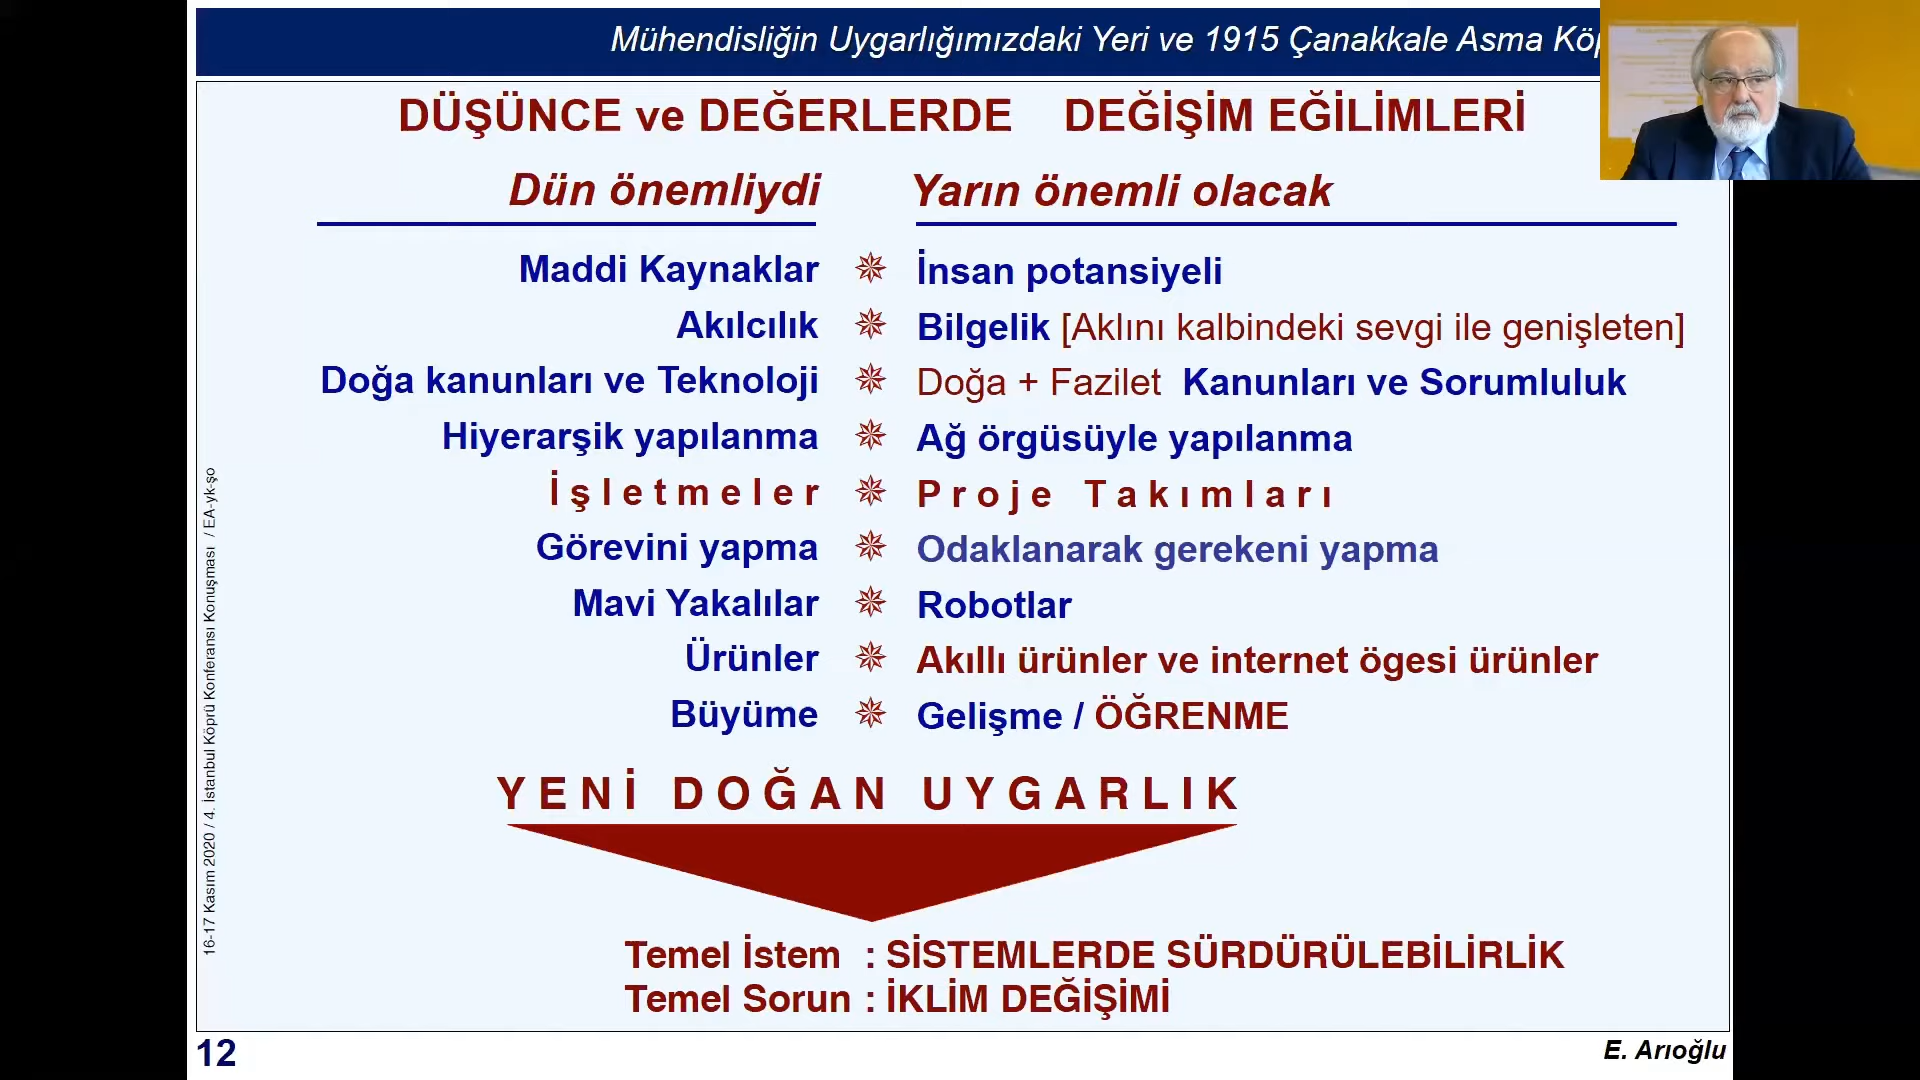 Mühendisliğin Uygarlığımızdaki Yeri ve 1915 Çanakkale Asma
DÜŞÜNCE ve DEĞERLERDE DEĞİŞİM EĞİLİMLERİ
Dün önemliydi Yarın önemli olacak
Maddi Kaynaklar İnsan potansiyeli
Akılcılık Bilgelik [Aklını kalbindeki sevgi ile genişleten]
Doğa kanunları ve Teknoloji Doğa + Fazilet Kanunları ve Sorumluluk
Hiyerarşik yapılanma Ağ örgüsüyle yapılanma
İşletmeler Proje Takımları
Görevini yapma Odaklanarak gerekeni yapma
Mavi Yakalılar Robotlar
Ürünler Akıllı ürünler ve internet ögesi ürünler
Büyüme Gelişme / ÖĞRENME
YENİ DOĞAN UYGARLIK
Temel İstem : SİSTEMLERDE SÜRDÜRÜLEBİLİRLİK
Temel Sorun : İKLİM DEĞİŞİMİ
16-17 Kasım 2020 / 4. İstanbul Köprü Konferansı Konuşması / EA-yk-şo
12
E. Arıoğlu